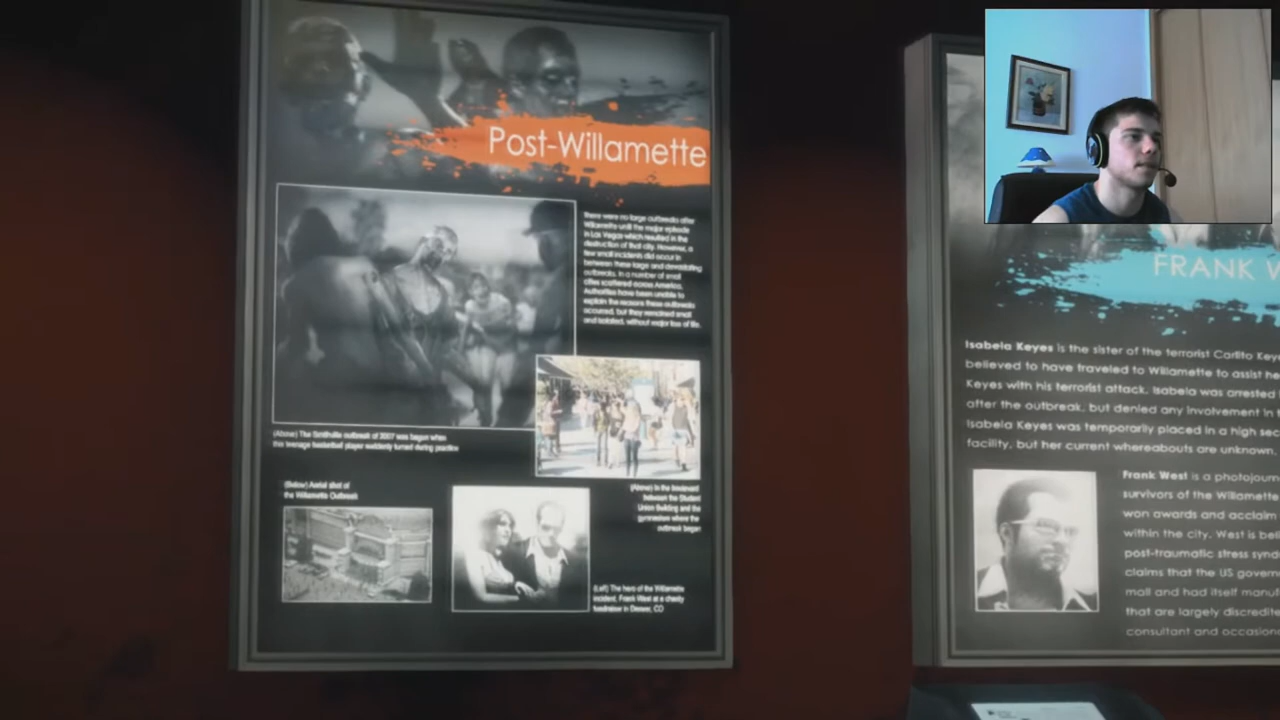 Post-Willamette
There were no large outbreaks after
Willamette until the major episode
in Las Vegas which resulted in the
destruction of that city. However, a
few small incidents did occur in
between these large and devastating
outbreaks. In a number of small
cities scattered across America.
Authorities have been unable to
explain the reasons these outbreaks
occurred, but they remained small
and isolated, without major loss of life.
(Above) The Smithville outbreak of 2007 was begun when
this teenage basketball player suddenly turned during practice
(Below) Aerial shot of
the Willamette Outbreak
(Above) In the boulevard
between the Student
Union Building and the
gymnasium where the
outbreak began
(Left) The hero of the Willamette
incident, Frank West at a charity
fundraiser in Denver, CO
FRANK W
Isabela Keyes is the sister of the terrorist Carlito Key
believed to have traveled to Willamette to assist he
Keyes with his terrorist attack. Isabela was arrested
after the outbreak, but denied any involvement in
Isabela Keyes was temporarily placed in a high sec
facility, but her current whereabouts are unknown.
Frank West is a photojourn
survivors of the Willamette
won awards and acclaim
within the city. West is beli
post-traumatic stress synd
claims that the US govern
mall and had itself manuf
that are largely discredite
consultant and occasion